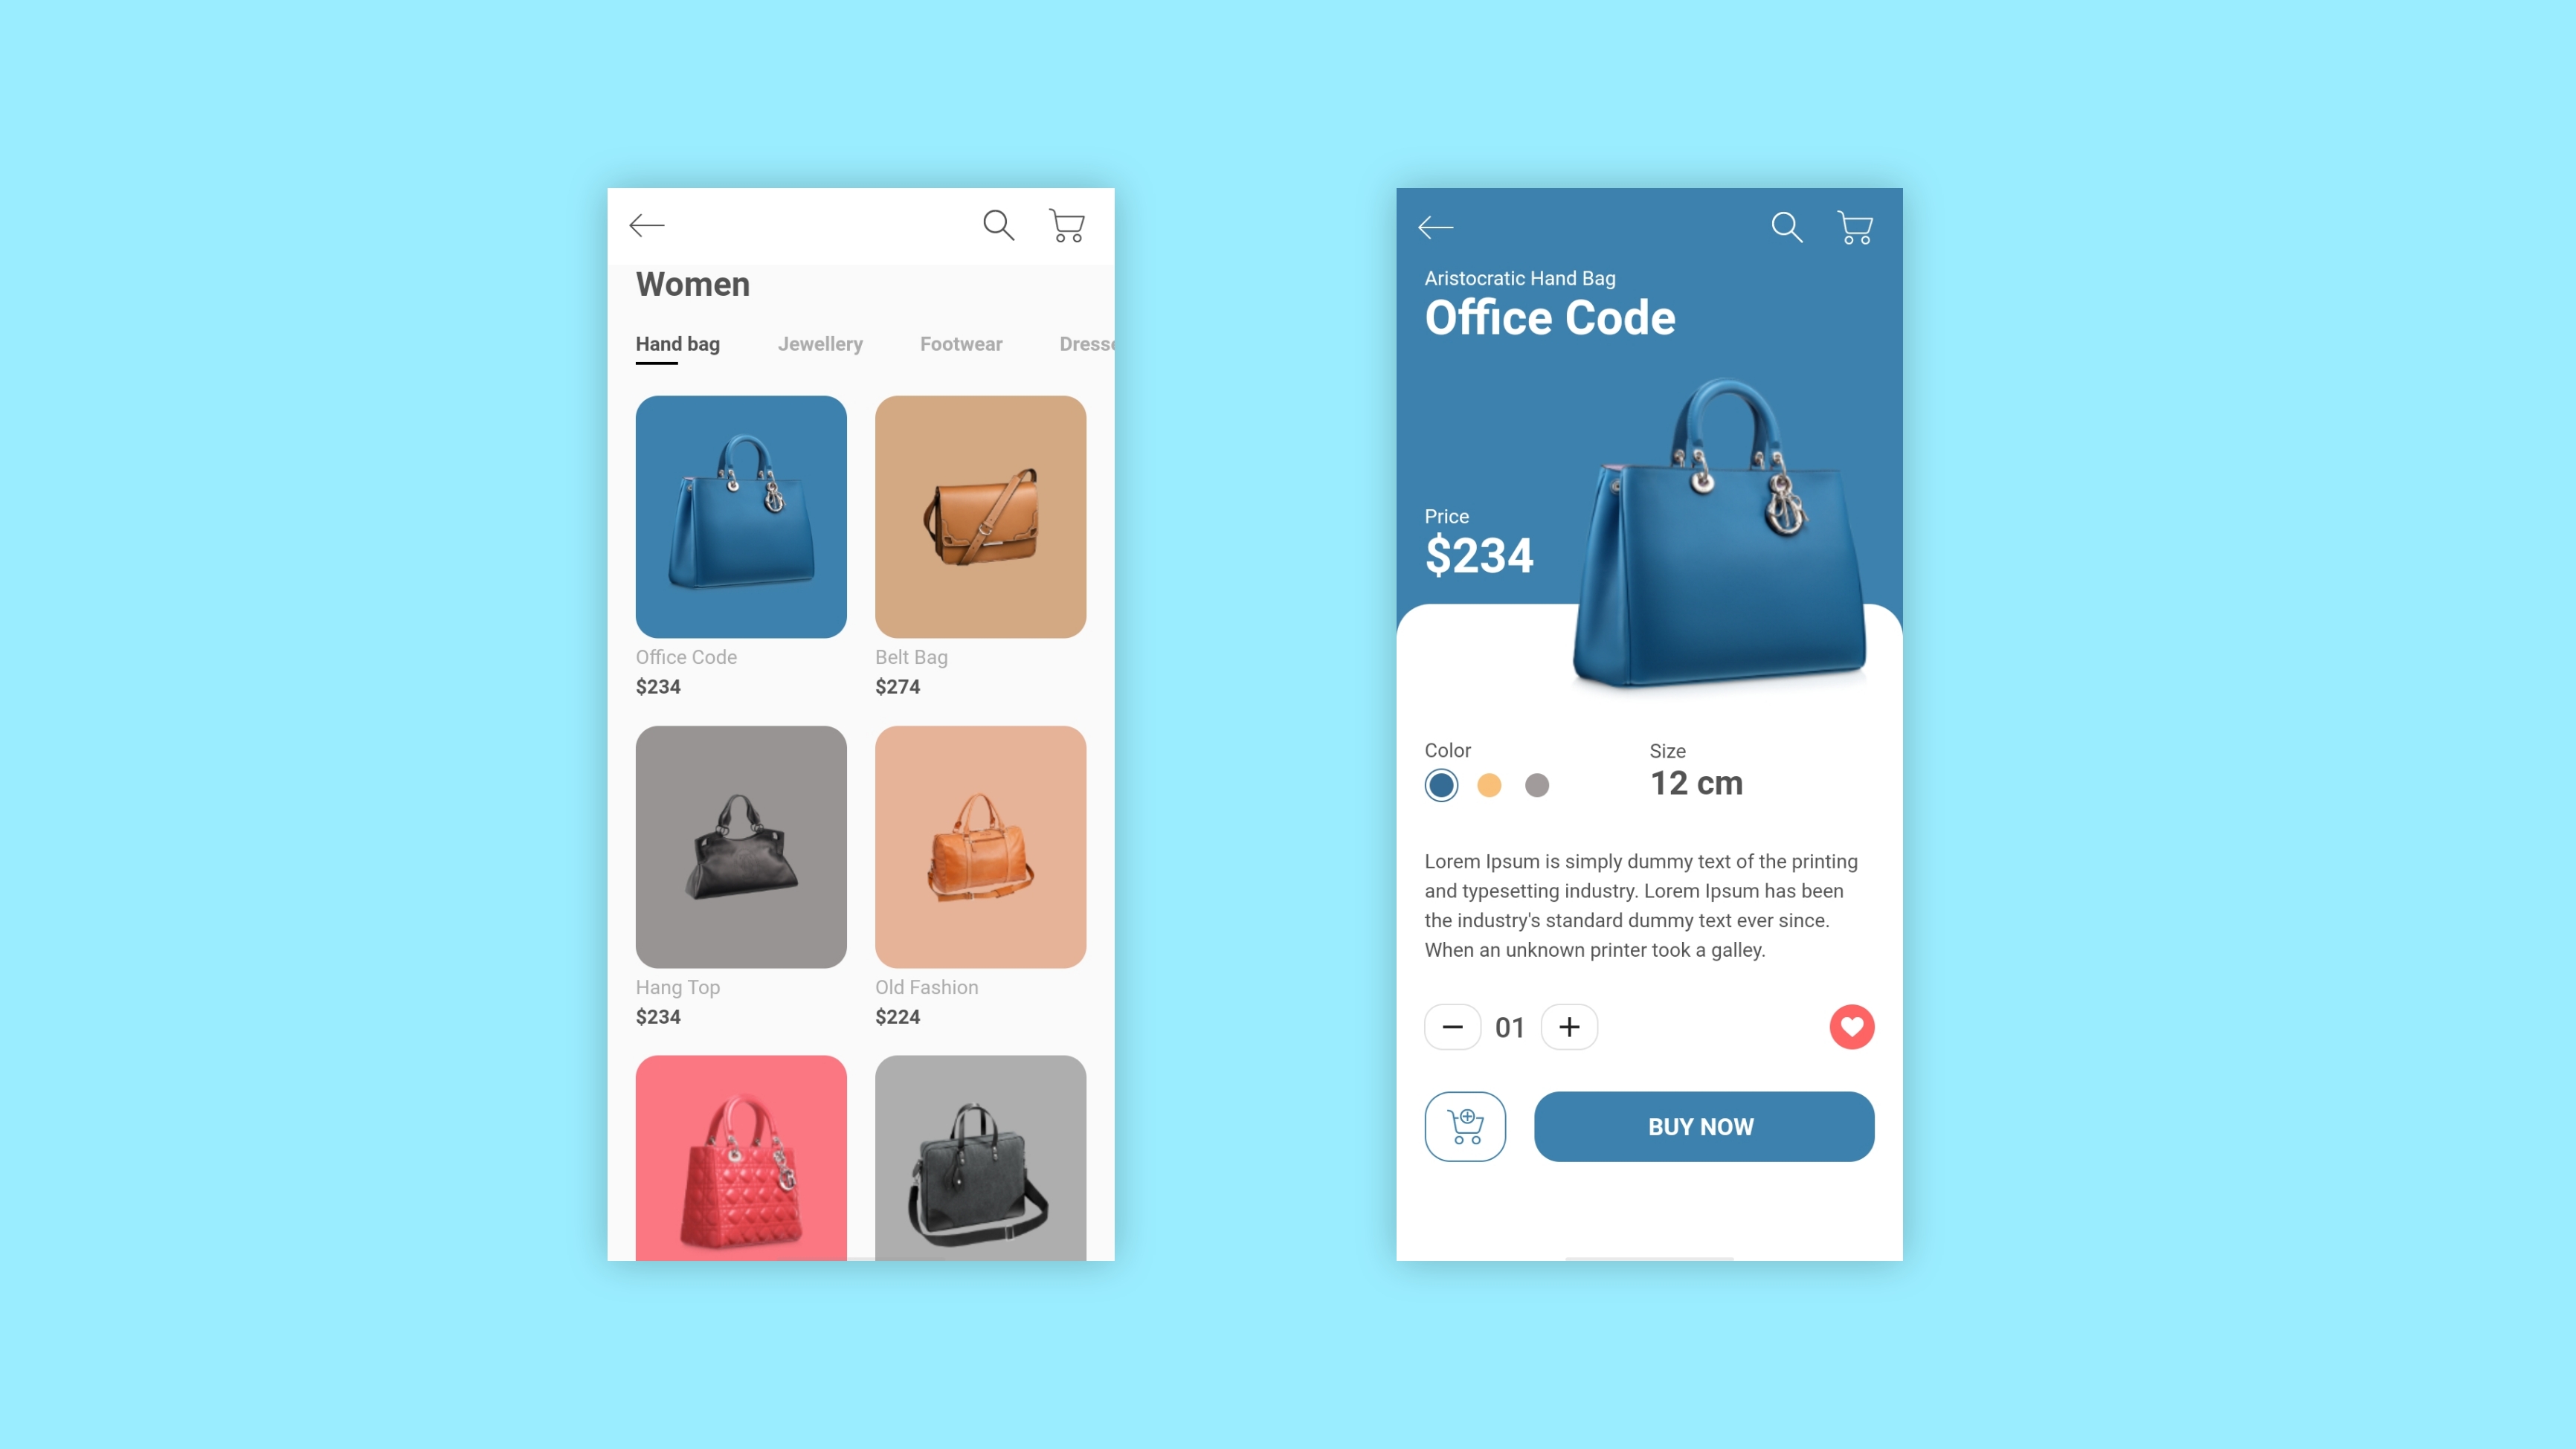 Women
Hand bag Jewellery Footwear Dresse
Office Code
$234
Belt Bag
$274
Hang Top
$234
Old Fashion
$224
Aristocratic Hand Bag
Office Code
Price
$234
Color
Size
12 cm
Lorem Ipsum is simply dummy text of the printing
and typesetting industry. Lorem Ipsum has been
the industry's standard dummy text ever since.
When an unknown printer took a galley.
01
BUY NOW